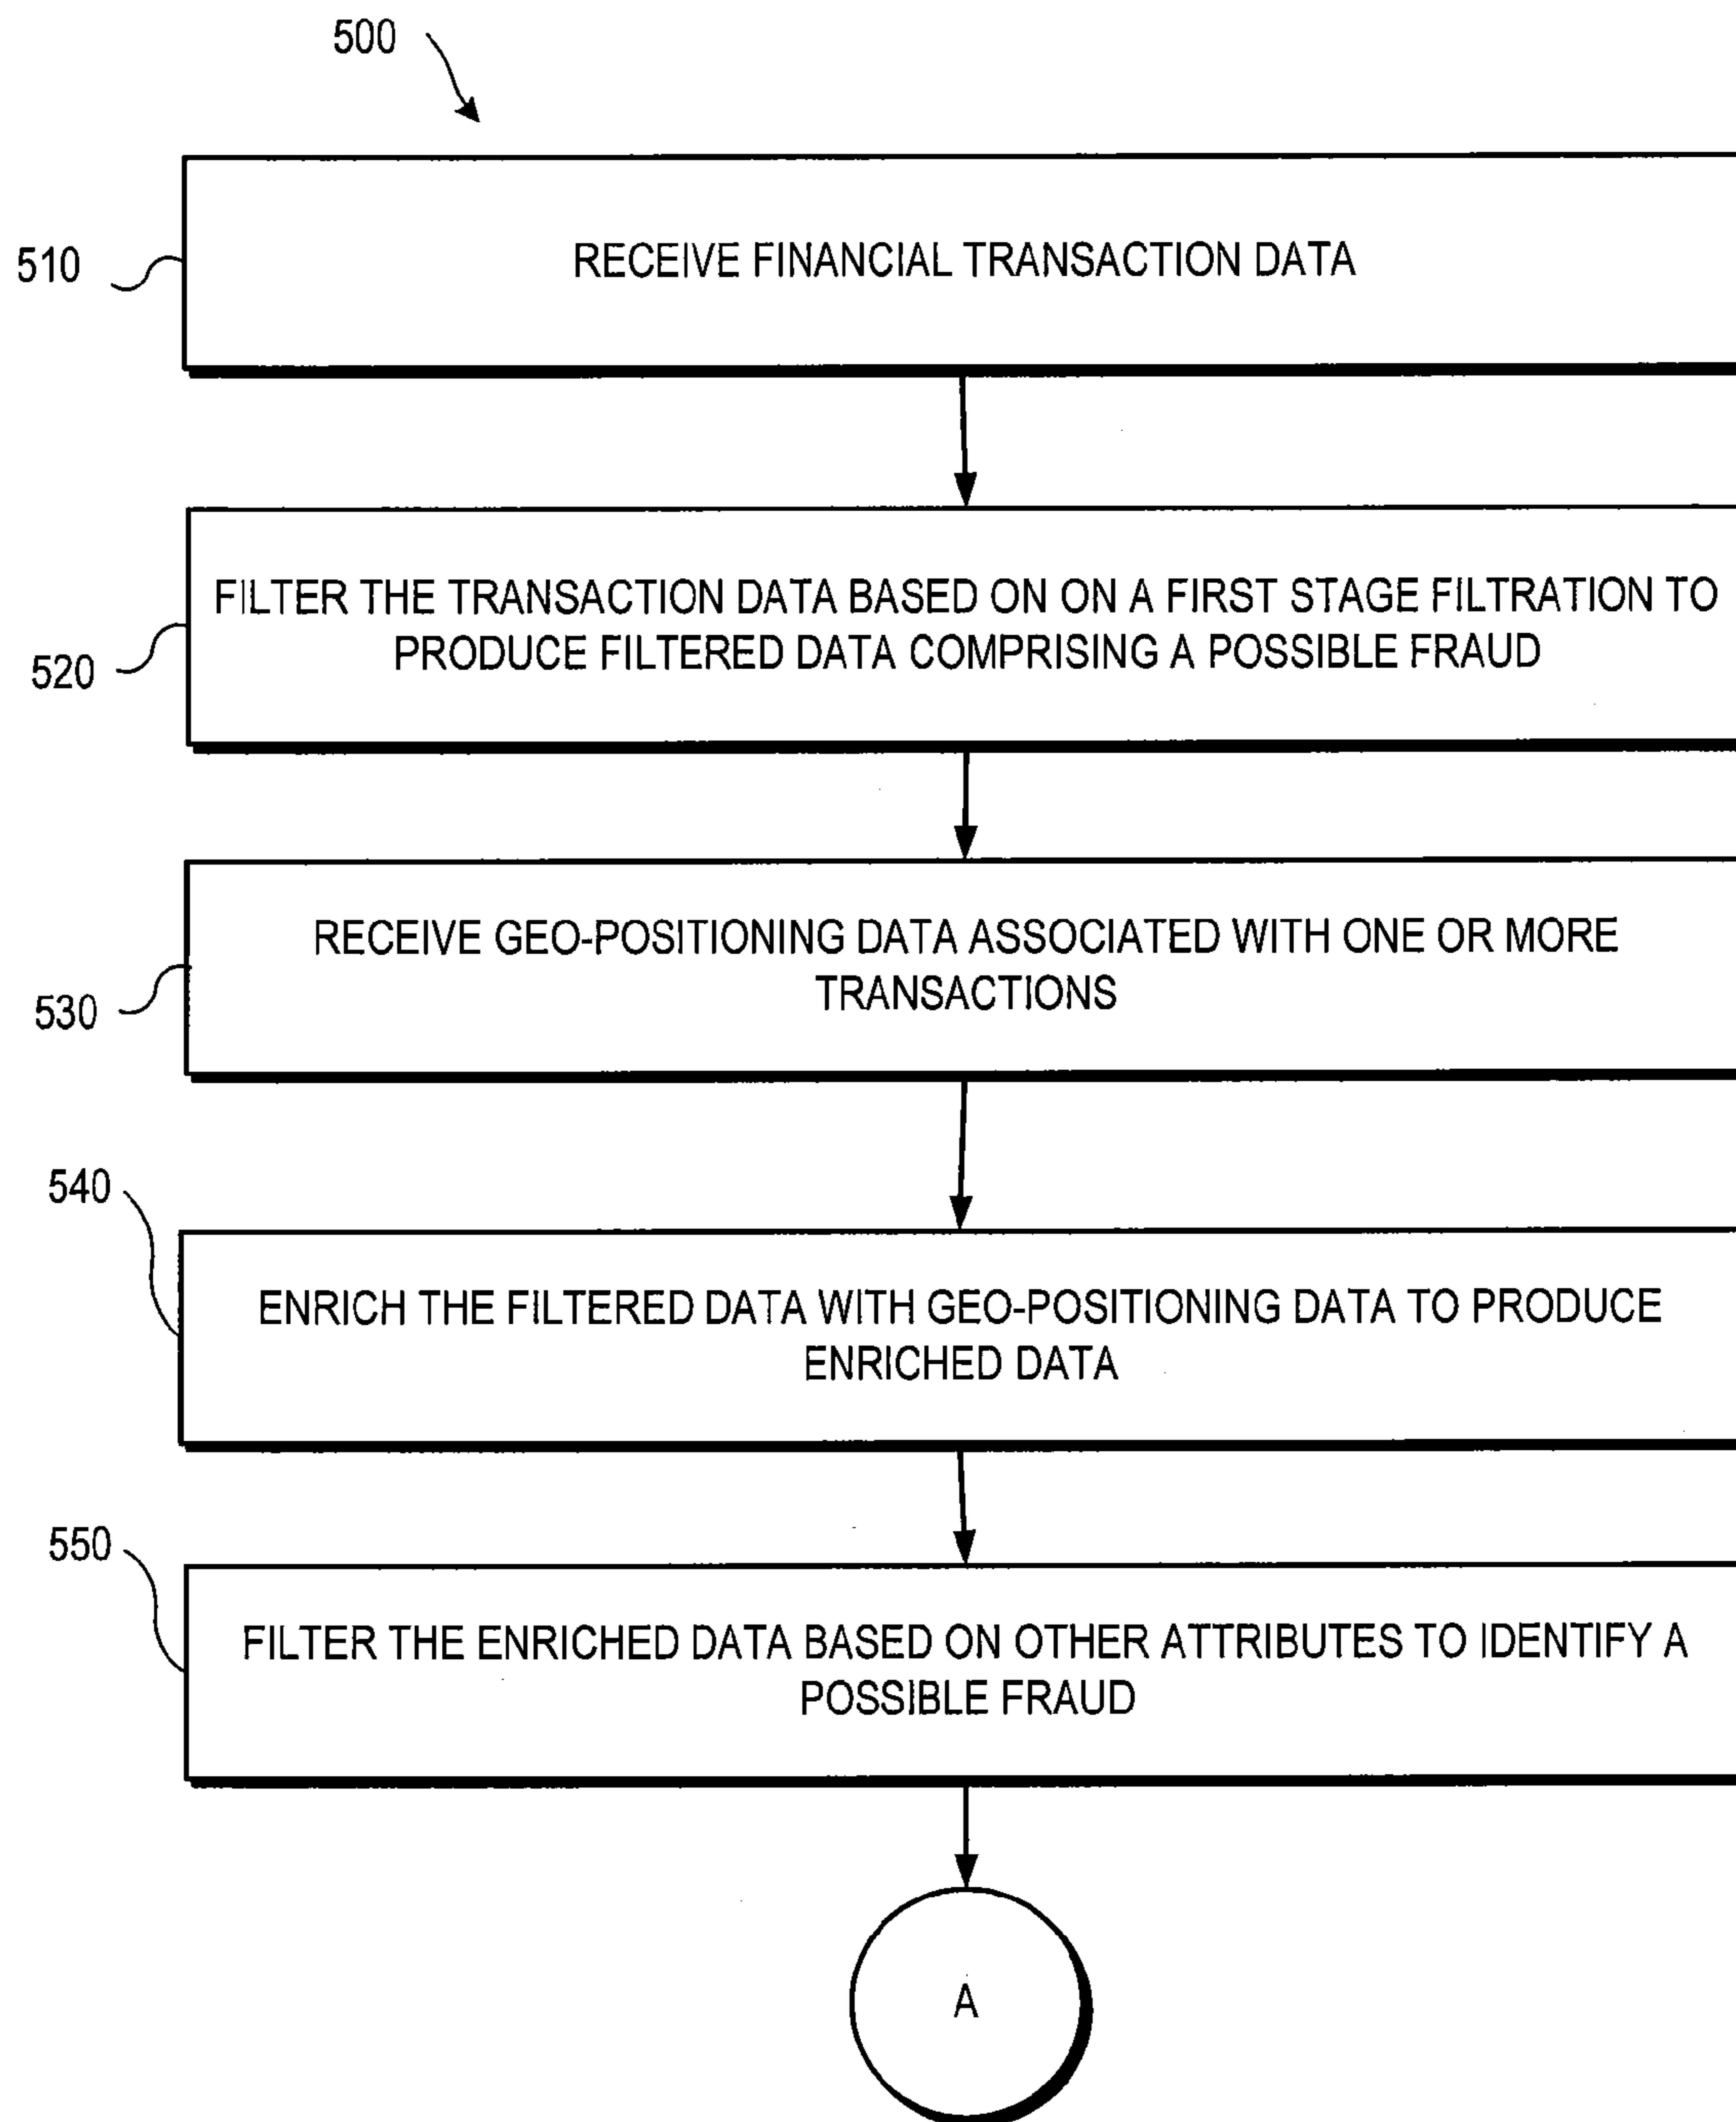 500
510
RECEIVE FINANCIAL TRANSACTION DATA
520
FILTER THE TRANSACTION DATA BASED ON ON A FIRST STAGE FILTRATION TO
PRODUCE FILTERED DATA COMPRISING A POSSIBLE FRAUD
530
RECEIVE GEO-POSITIONING DATA ASSOCIATED WITH ONE OR MORE
TRANSACTIONS
540
ENRICH THE FILTERED DATA WITH GEO-POSITIONING DATA TO PRODUCE
ENRICHED DATA
550
FILTER THE ENRICHED DATA BASED ON OTHER ATTRIBUTES TO IDENTIFY A
POSSIBLE FRAUD
A